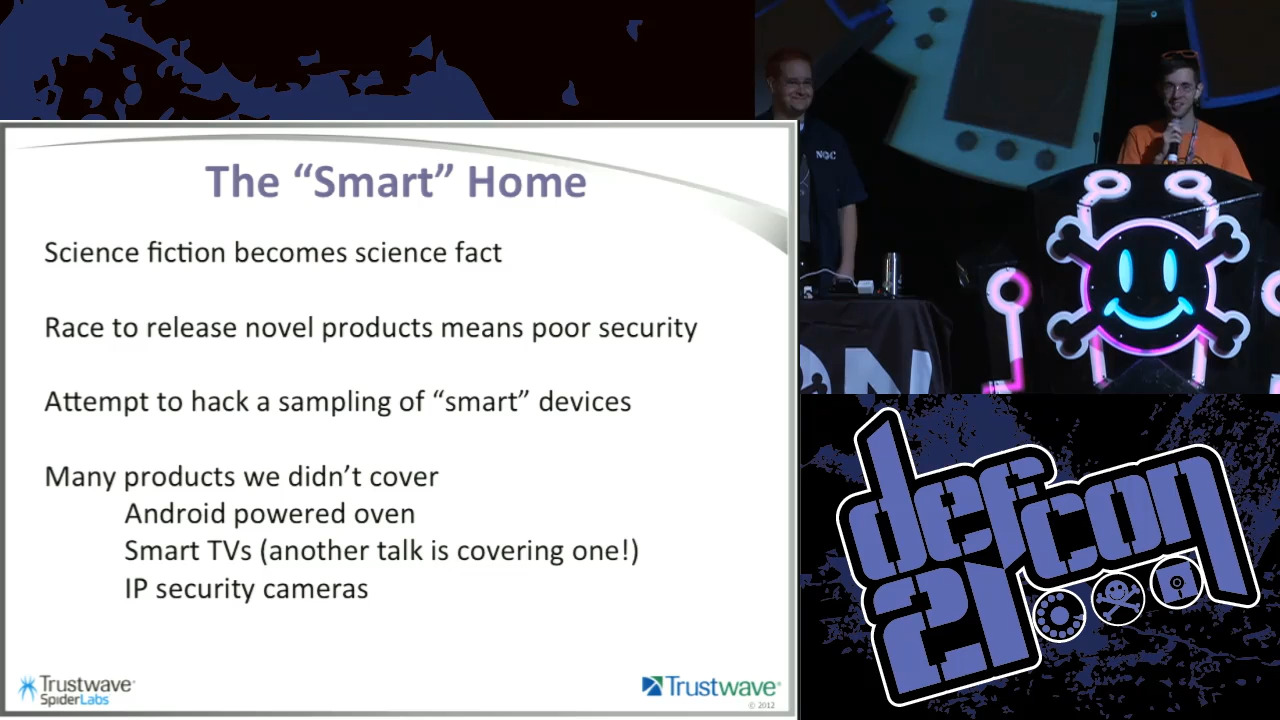 The “Smart” Home
Science fiction becomes science fact
Race to release novel products means poor security
Attempt to hack a sampling of “smart” devices
Many products we didn’t cover
Android powered oven
Smart TVs (another talk is covering one!)
IP security cameras
Trustwave®
SpiderLabs
Trustwave®
© 2012
NOC
ON
defcon
21